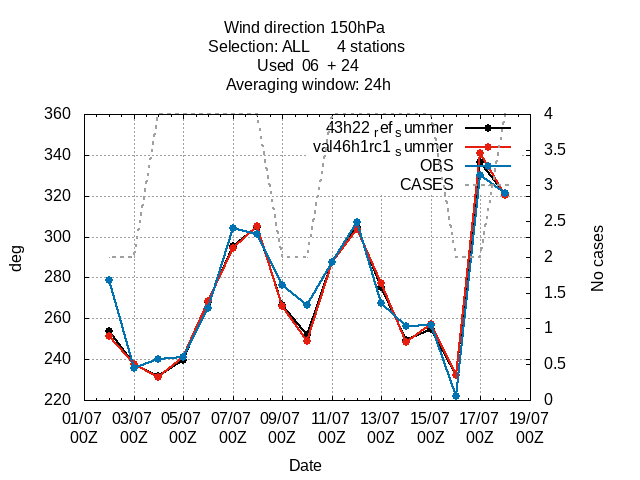 Wind direction 150hPa
Selection: ALL 4 stations
Used 06 + 24
Averaging window: 24h
360
340
320
300
280
260
240
220
deg
4
3.5
3
2.5
2
1.5
1
0.5
0
No cases
43h22 refsummer
val46h1rc1 summer
OBS
CASES
01/07 03/07 05/07 07/07 09/07 11/07 13/07 15/07 17/07 19/07
00Z 00Z 00Z 00Z 00Z 00Z 00Z 00Z 00Z 00Z
Date